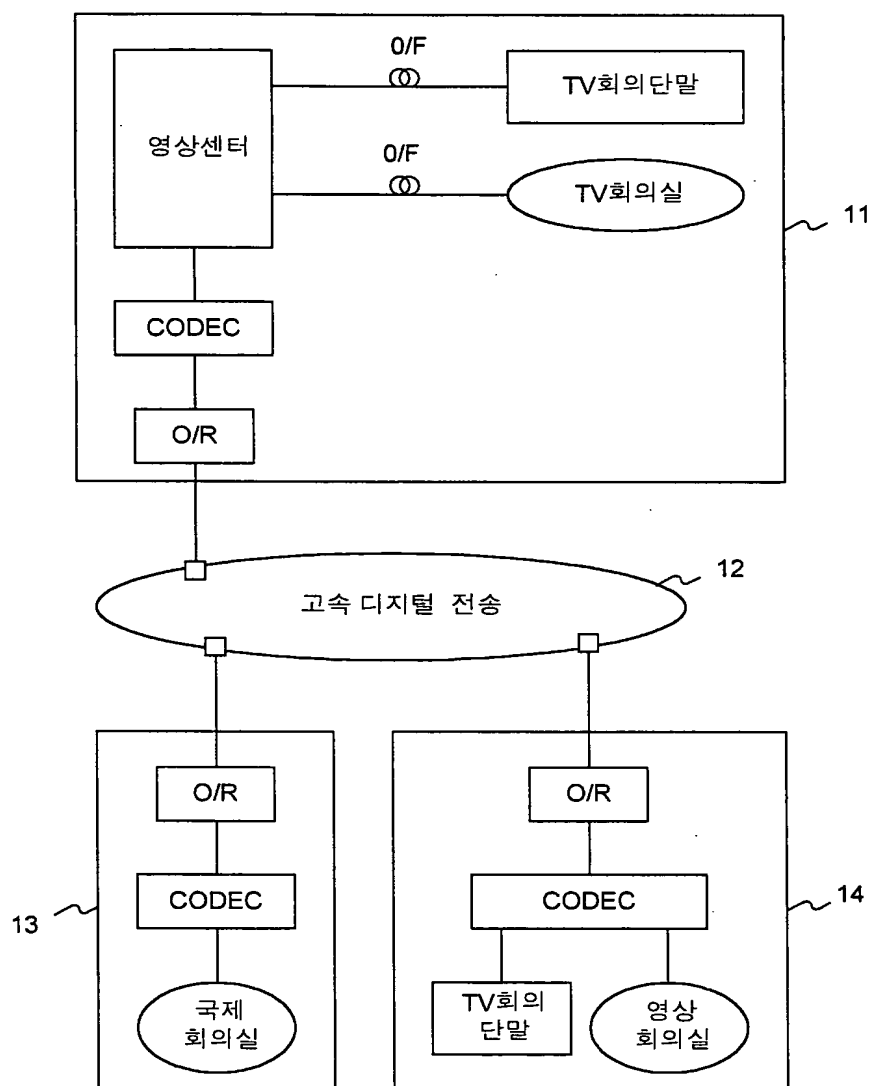 O/F
TV회의단말
영상센터
O/F
TV회의실
11
CODEC
O/R
12
고속 디지털 전송
O/R
O/R
CODEC
CODEC
13
14
국제
회의실
TV회의
단말
영상
회의실